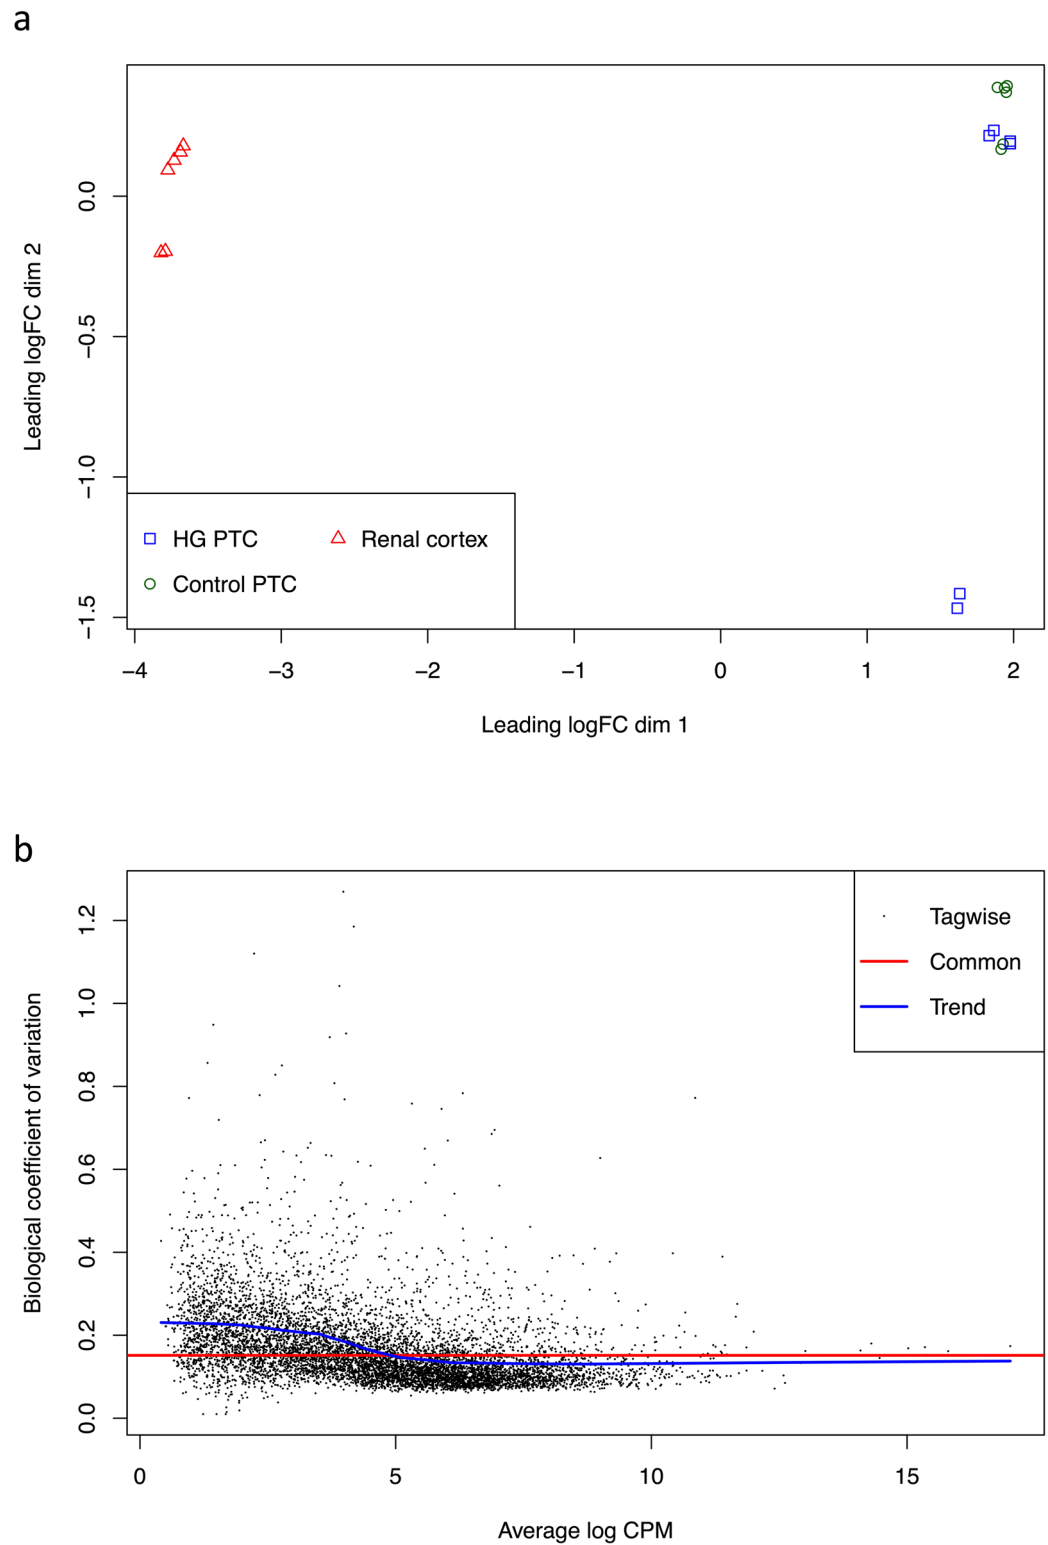 a
Leading logFC dim 2
0.0
−0.5
−1.0
−1.5
HG PTC
Renal cortex
Control PTC
−4
−3
−2
−1
0
1
2
Leading logFC dim 1
b
Biological coefficient of variation
1.2
1.0
0.8
0.6
0.4
0.2
0.0
Tagwise
Common
Trend
0
5
10
15
Average log CPM